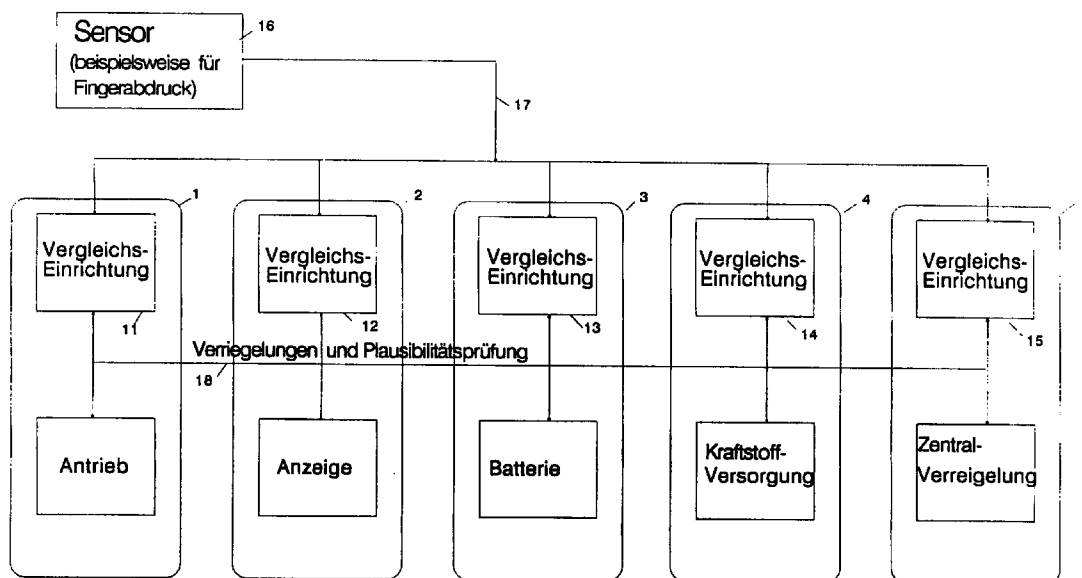 Sensor
16
(beispielsweise für
Fingerabdruck)
17
1
2
3
4
Vergleichs-
Einrichtung
Vergleichs-
Einrichtung
Vergleichs-
Einrichtung
Vergleichs-
Einrichtung
Vergleichs-
Einrichtung
11
12
13
14
15
Verriegelungen und Plausibilitätsprüfung
18
Antrieb
Anzeige
Batterie
Kraftstoff-
Versorgung
Zentral-
Verreigelung